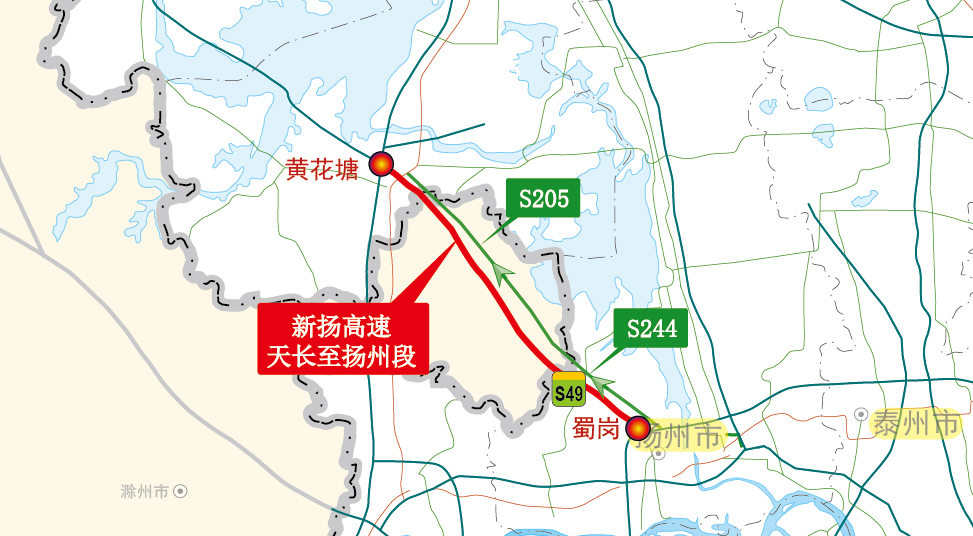 黄花塘
S205
新扬高速
天长至扬州段
S244
S49
蜀岗
扬州市
泰州市
滁州市